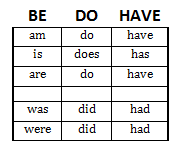 BE DO HAVE
am do have
is does has
are do have
was did had
were did had